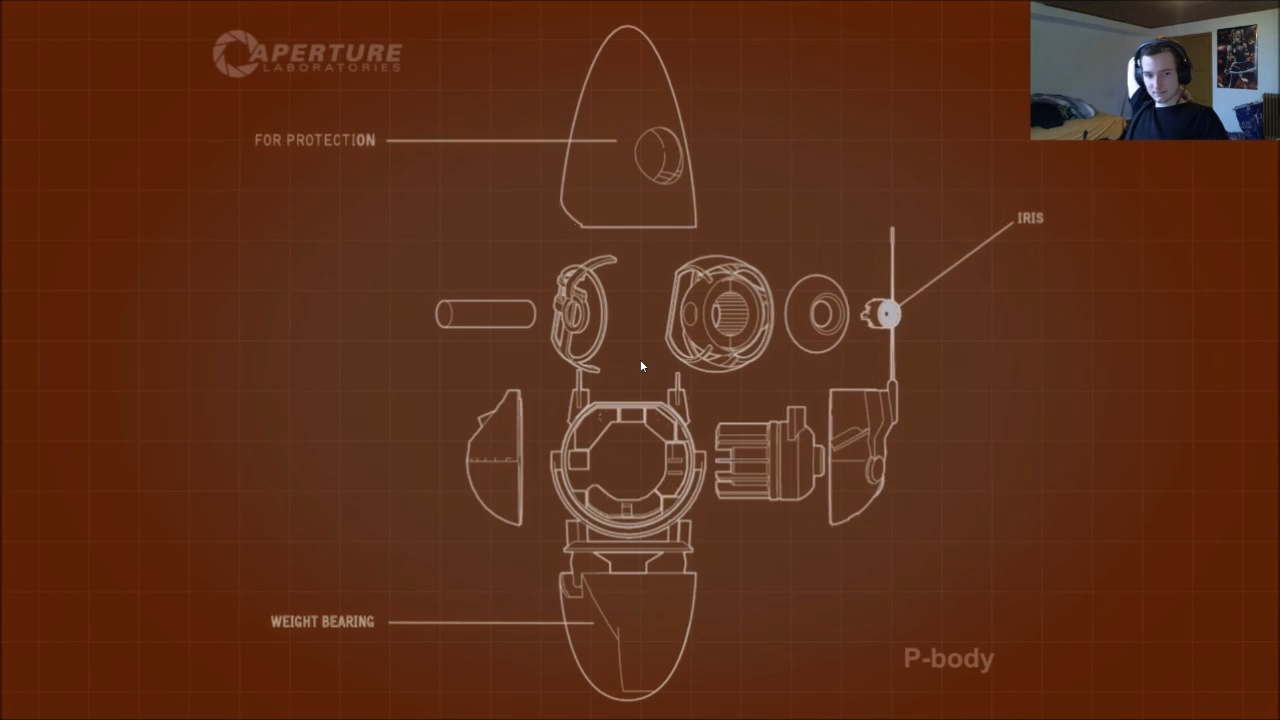 APERTURE
LABORATORIES
FOR PROTECTION
IRIS
WEIGHT BEARING
P-body